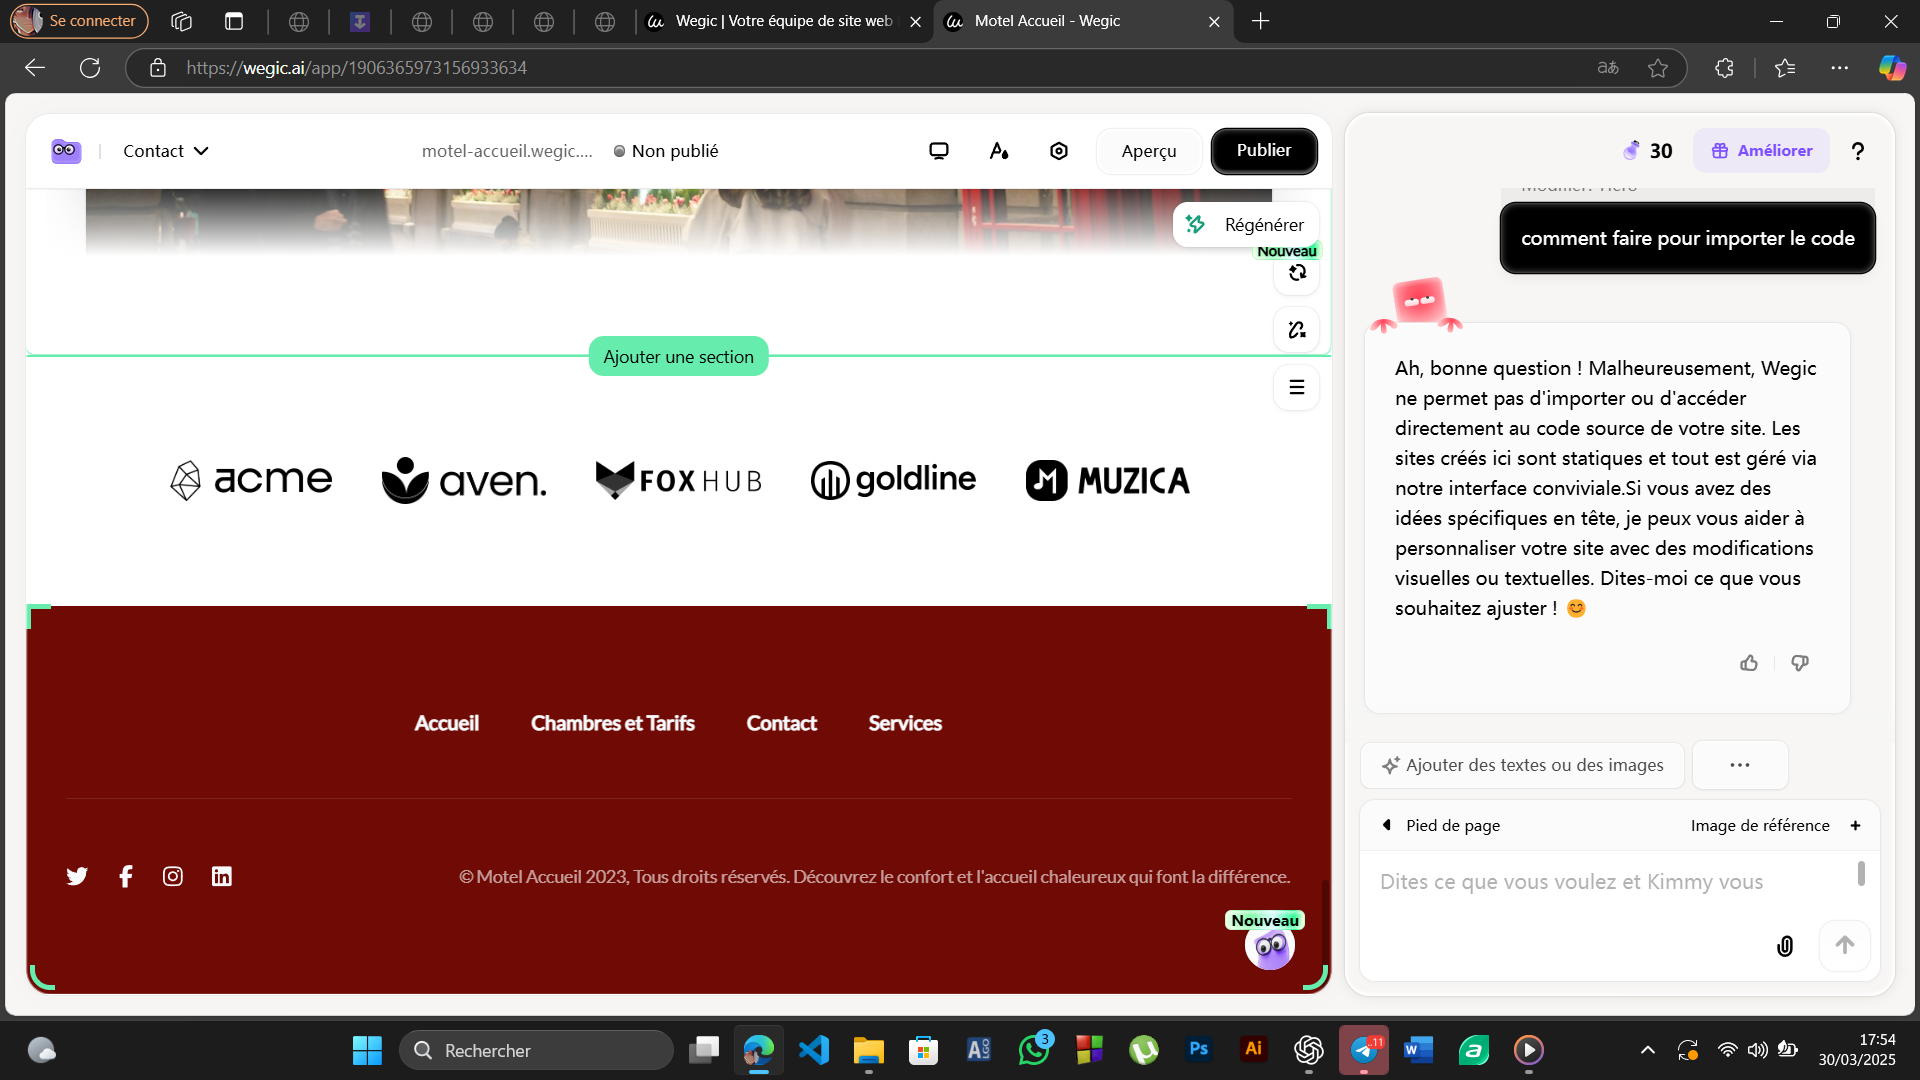 Se connecter
Wegic | Votre équipe de site web
Motel Accueil - Wegic
https://wegic.ai/app/1906365973156933634
Contact
motel-accueil.wegic....
Non publié
Aperçu
Publier
30
Améliorer
?
Régénérer
Nouveau
Ajouter une section
acme
aven.
FOXHUB
goldline
MUZICA
Accueil
Chambres et Tarifs
Contact
Services
© Motel Accueil 2023, Tous droits réservés. Découvrez le confort et l'accueil chaleureux qui font la différence.
Nouveau
Modifier: Hero
comment faire pour importer le code
Ah, bonne question ! Malheureusement, Wegic
ne permet pas d'importer ou d'accéder
directement au code source de votre site. Les
sites créés ici sont statiques et tout est géré via
notre interface conviviale.Si vous avez des
idées spécifiques en tête, je peux vous aider à
personnaliser votre site avec des modifications
visuelles ou textuelles. Dites-moi ce que vous
souhaitez ajuster ! 😊
Ajouter des textes ou des images
...
Pied de page
Image de référence +
Dites ce que vous voulez et Kimmy vous
Rechercher
ALGO
3
Ps
Ai
11
W
a
17:54
30/03/2025